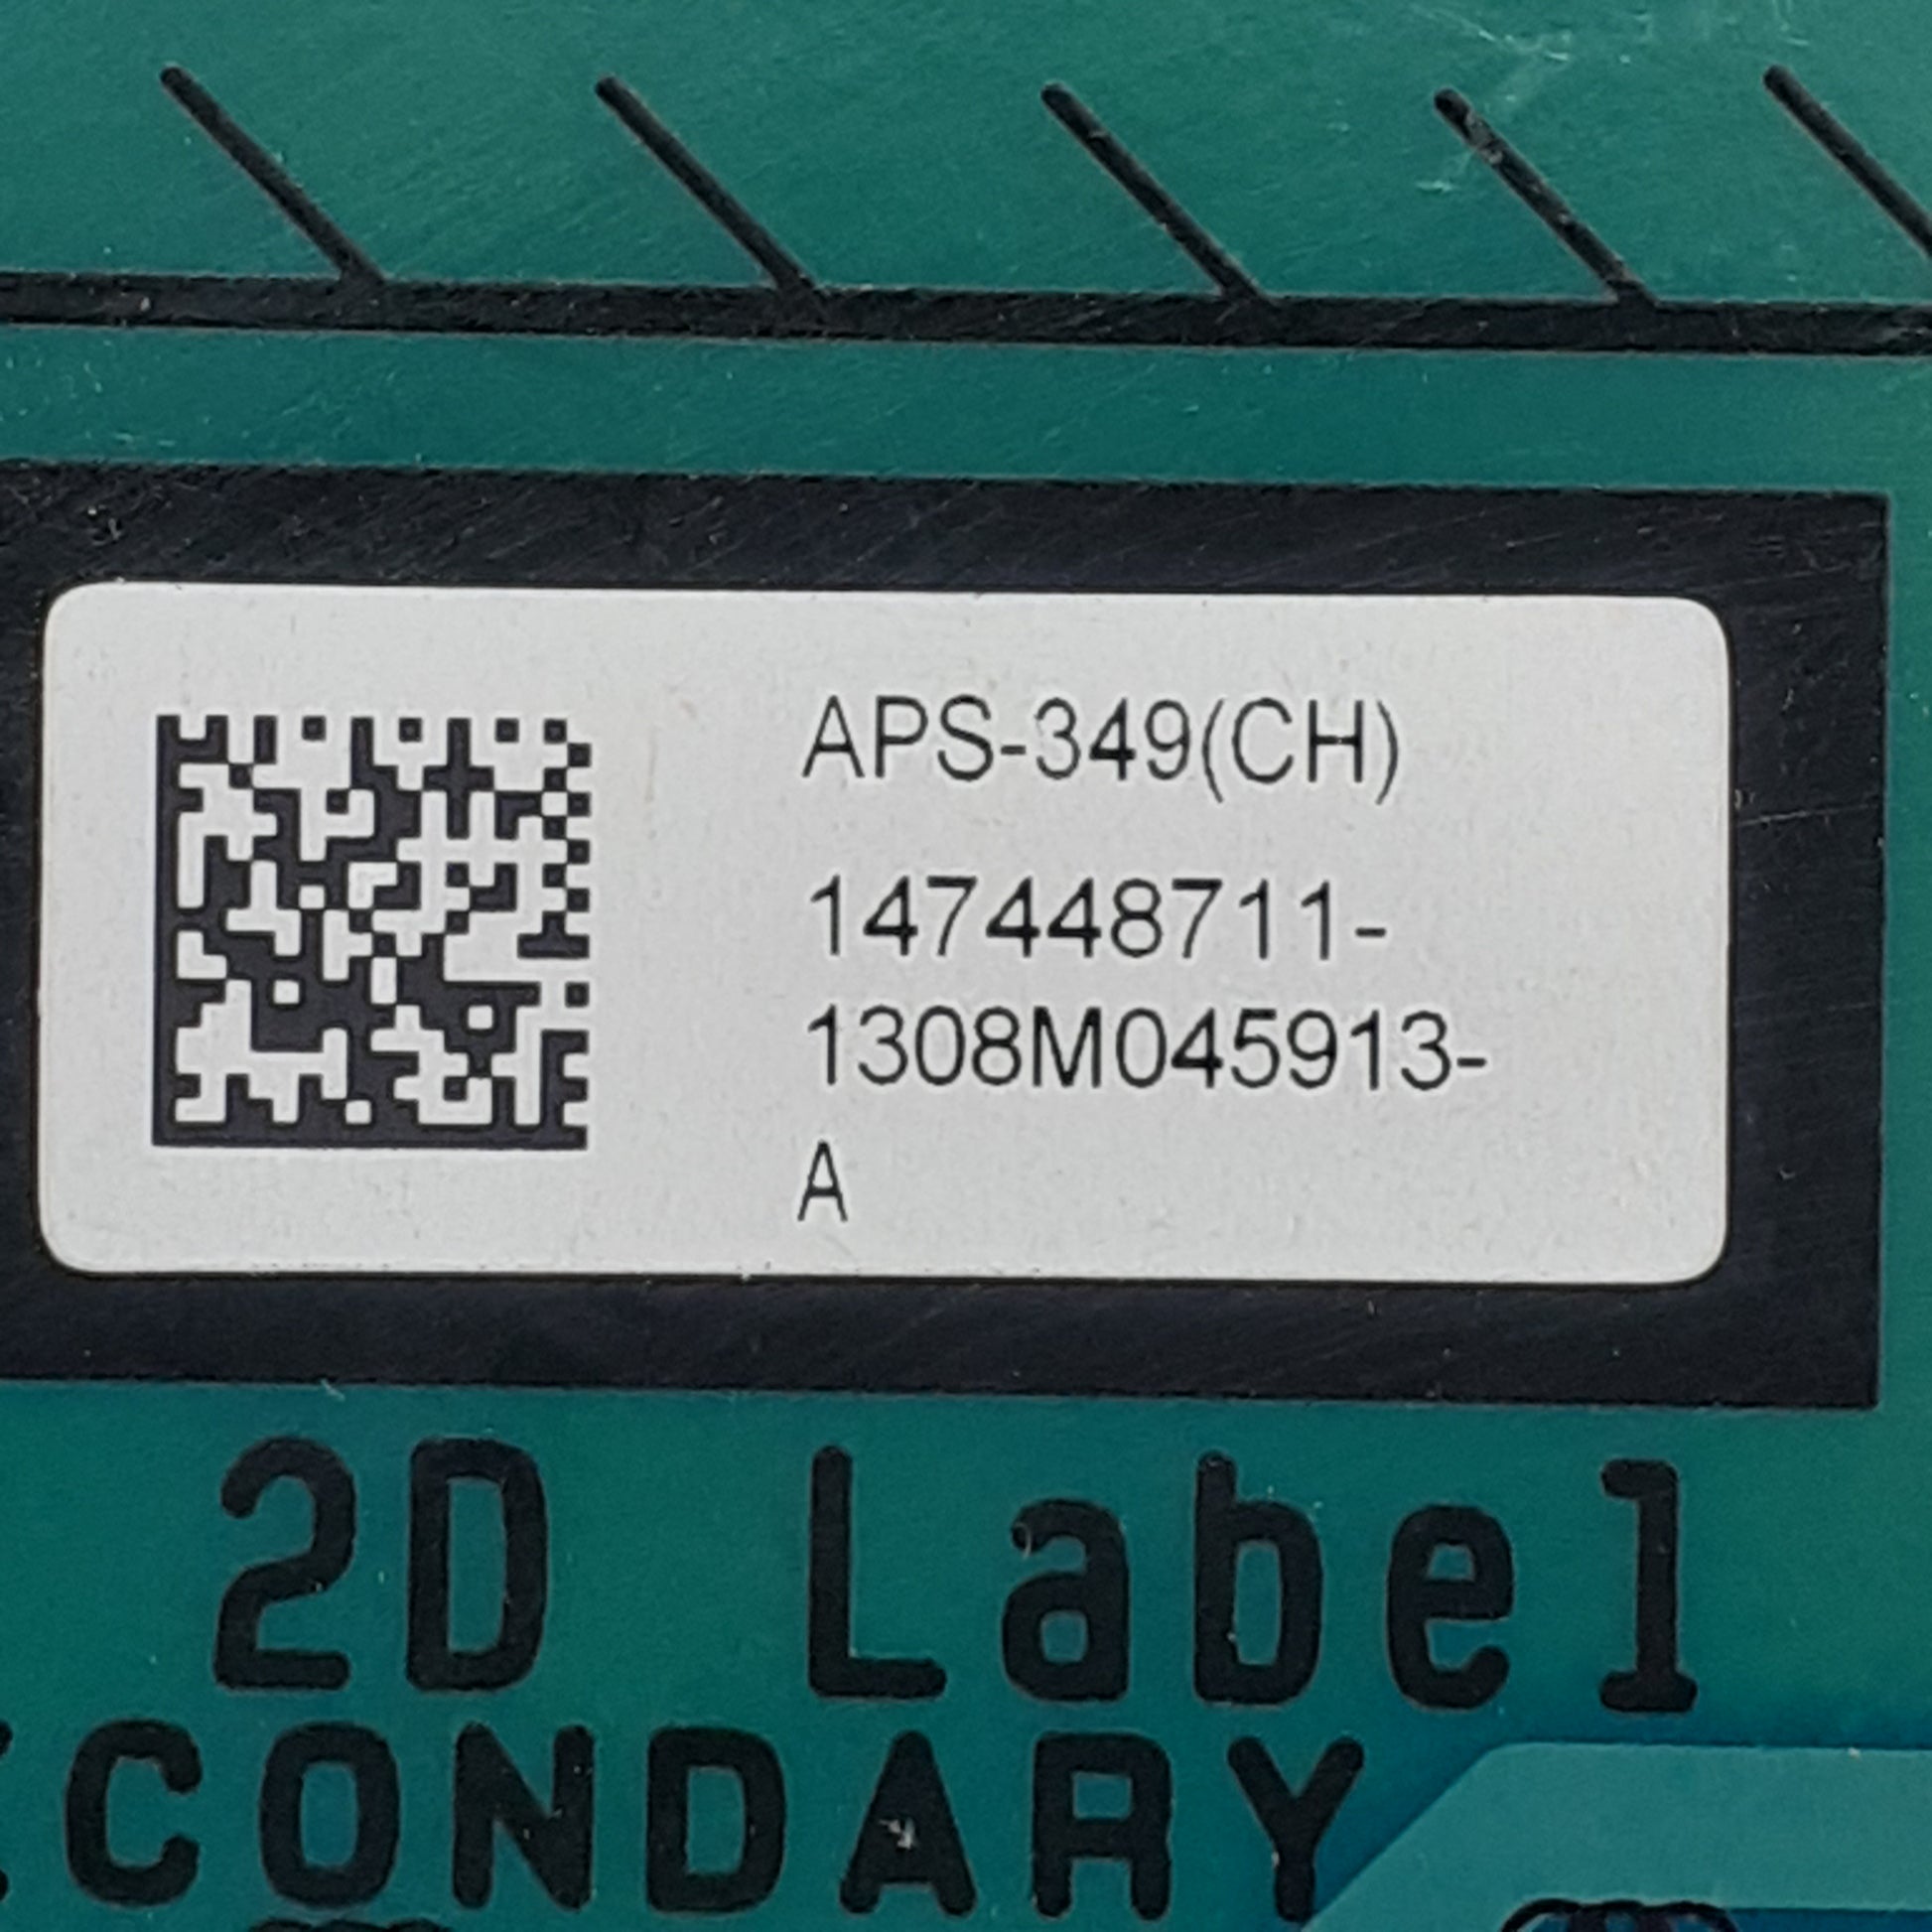 APS-349(CH)
147448711-
1308M045913-
A
2D Label
CONDARY